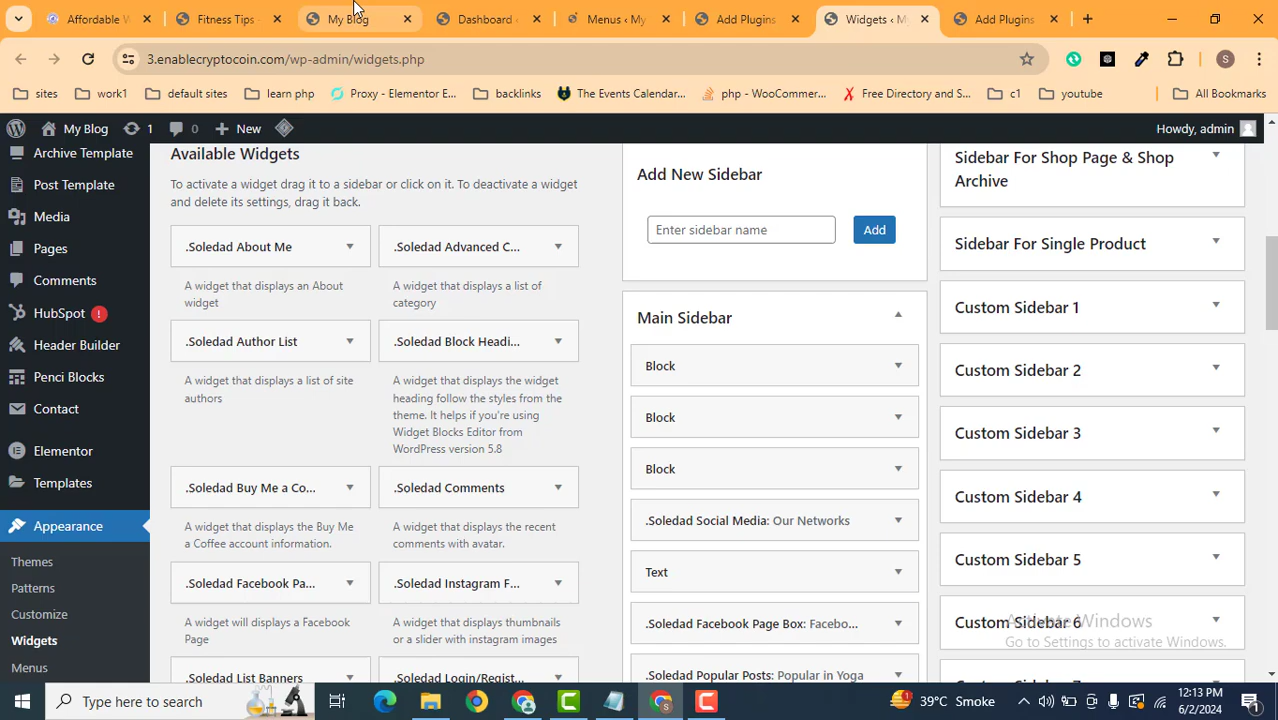 Affordable W
Fitness Tips -
My Blog
Dashboard
Menus ‹ My
Add Plugins
Widgets ‹ M
Add Plugins
3.enablecryptocoin.com/wp-admin/widgets.php
S
sites
work1
default sites
learn php
Proxy - Elementor E...
backlinks
The Events Calendar...
php - WooCommer...
Free Directory and S...
c1
youtube
All Bookmarks
My Blog
1
0
New
Howdy, admin
Archive Template
Post Template
Media
Pages
Comments
HubSpot !
Header Builder
Penci Blocks
Contact
Elementor
Templates
Appearance
Themes
Patterns
Customize
Widgets
Menus
Available Widgets
To activate a widget drag it to a sidebar or click on it. To deactivate a widget
and delete its settings, drag it back.
.Soledad About Me
A widget that displays an About
widget
.Soledad Advanced C...
A widget that displays a list of
category
.Soledad Author List
A widget that displays a list of site
authors
.Soledad Block Headi...
A widget that displays the widget
heading follow the styles from the
theme. It helps if you're using
Widget Blocks Editor from
WordPress version 5.8
.Soledad Buy Me a Co...
A widget that displays the Buy Me
a Coffee account information.
.Soledad Comments
A widget that displays the recent
comments with avatar.
.Soledad Facebook Pa...
A widget will displays a Facebook
Page
.Soledad Instagram F...
A widget that displays thumbnails
or a slider with instagram images
.Soledad List Banners
.Soledad Login/Regist...
Add New Sidebar
Enter sidebar name
Add
Main Sidebar
Block
Block
Block
.Soledad Social Media: Our Networks
Text
.Soledad Facebook Page Box: Facebo...
.Soledad Popular Posts: Popular in Yoga
Sidebar For Shop Page & Shop
Archive
Sidebar For Single Product
Custom Sidebar 1
Custom Sidebar 2
Custom Sidebar 3
Custom Sidebar 4
Custom Sidebar 5
Custom Sidebar 6
Activate Windows
Go to Settings to activate Windows.
Type here to search
39°C Smoke
12:13 PM
6/2/2024
1